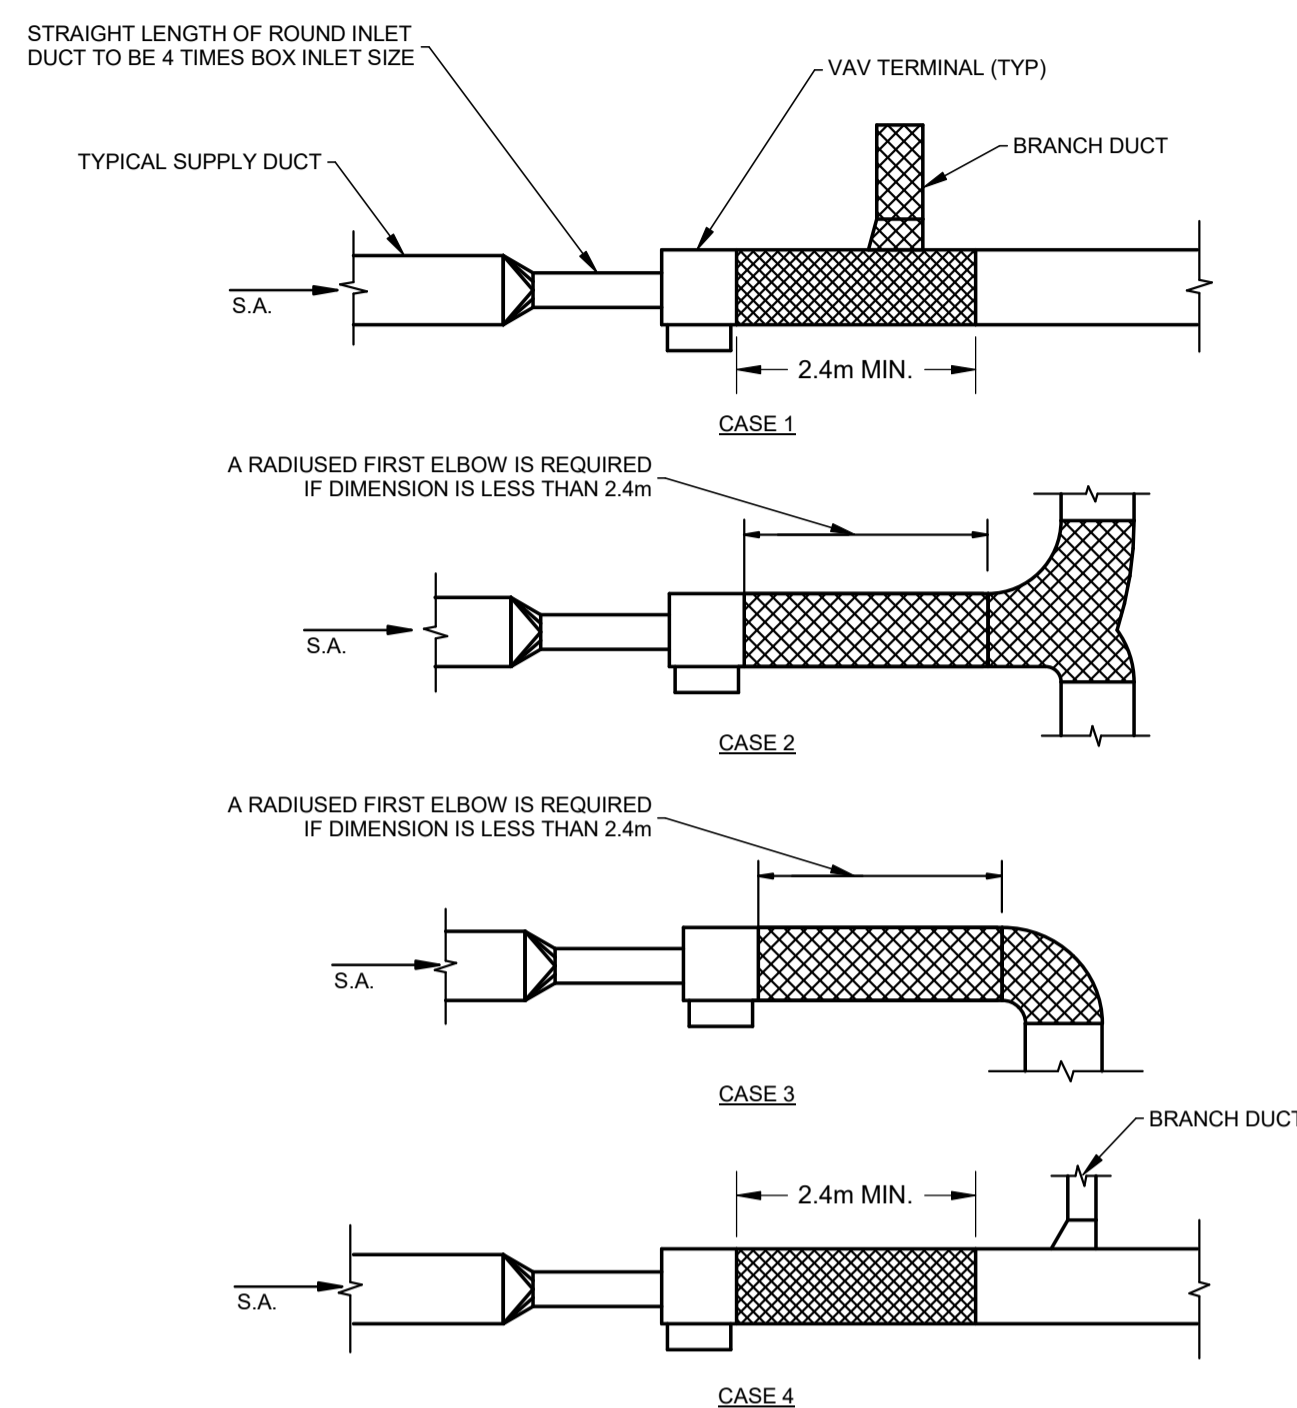 STRAIGHT LENGTH OF ROUND INLET
DUCT TO BE 4 TIMES BOX INLET SIZE
VAV TERMINAL (TYP)
TYPICAL SUPPLY DUCT
BRANCH DUCT
S.A.
2.4m MIN.
CASE 1
A RADIUSED FIRST ELBOW IS REQUIRED
IF DIMENSION IS LESS THAN 2.4m
S.A.
CASE 2
A RADIUSED FIRST ELBOW IS REQUIRED
IF DIMENSION IS LESS THAN 2.4m
S.A.
CASE 3
BRANCH DUCT
2.4m MIN.
S.A.
CASE 4